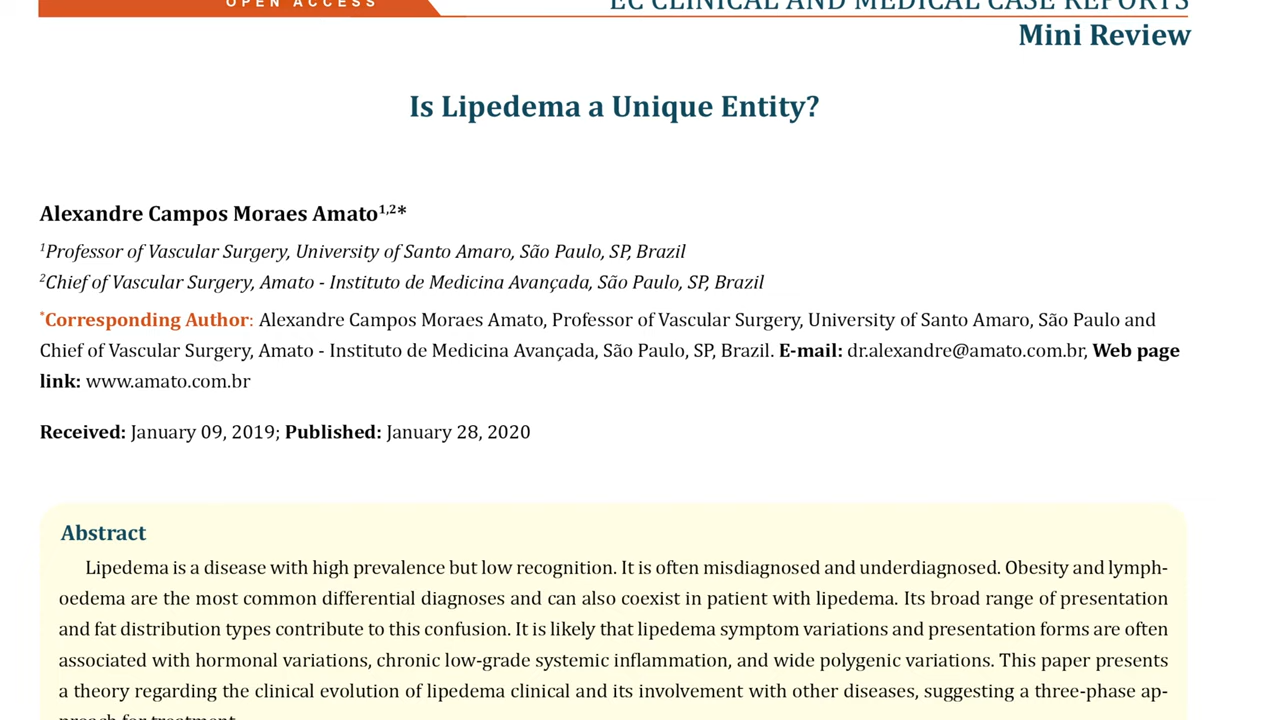 OPEN ACCESS
EC CLINICAL AND MEDICAL CASE REPORTS
Mini Review
Is Lipedema a Unique Entity?
Alexandre Campos Moraes Amato1,2*
1Professor of Vascular Surgery, University of Santo Amaro, São Paulo, SP, Brazil
2Chief of Vascular Surgery, Amato - Instituto de Medicina Avançada, São Paulo, SP, Brazil
*Corresponding Author: Alexandre Campos Moraes Amato, Professor of Vascular Surgery, University of Santo Amaro, São Paulo and
Chief of Vascular Surgery, Amato - Instituto de Medicina Avançada, São Paulo, SP, Brazil. E-mail: dr.alexandre@amato.com.br, Web page
link: www.amato.com.br
Received: January 09, 2019; Published: January 28, 2020
Abstract
Lipedema is a disease with high prevalence but low recognition. It is often misdiagnosed and underdiagnosed. Obesity and lymph-
oedema are the most common differential diagnoses and can also coexist in patient with lipedema. Its broad range of presentation
and fat distribution types contribute to this confusion. It is likely that lipedema symptom variations and presentation forms are often
associated with hormonal variations, chronic low-grade systemic inflammation, and wide polygenic variations. This paper presents
a theory regarding the clinical evolution of lipedema clinical and its involvement with other diseases, suggesting a three-phase ap-
proach for treatment.